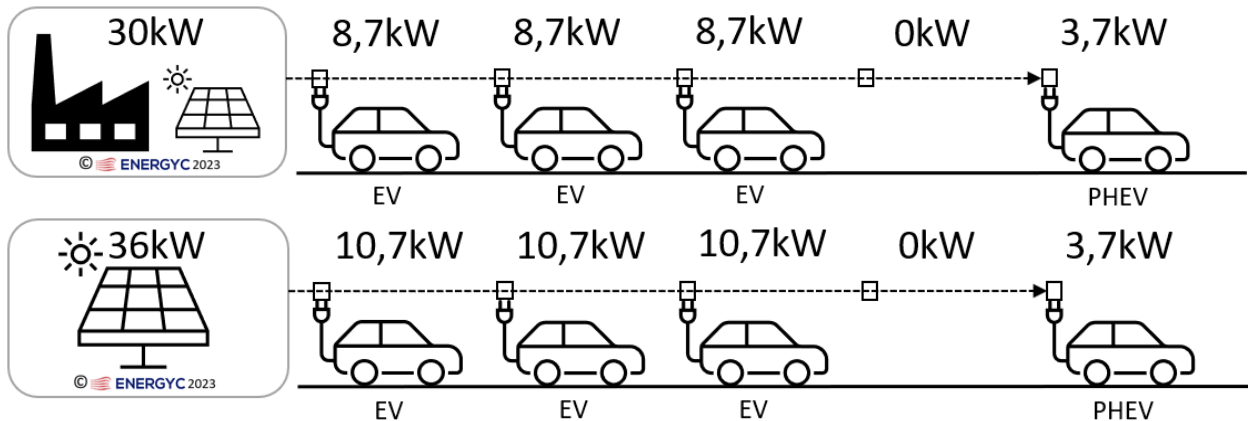 30kW 8,7kW 8,7kW 8,7kW 0kW 3,7kW
© ENERGYC 2023
EV EV EV PHEV
36kW 10,7kW 10,7kW 10,7kW 0kW 3,7kW
© ENERGYC 2023
EV EV EV PHEV